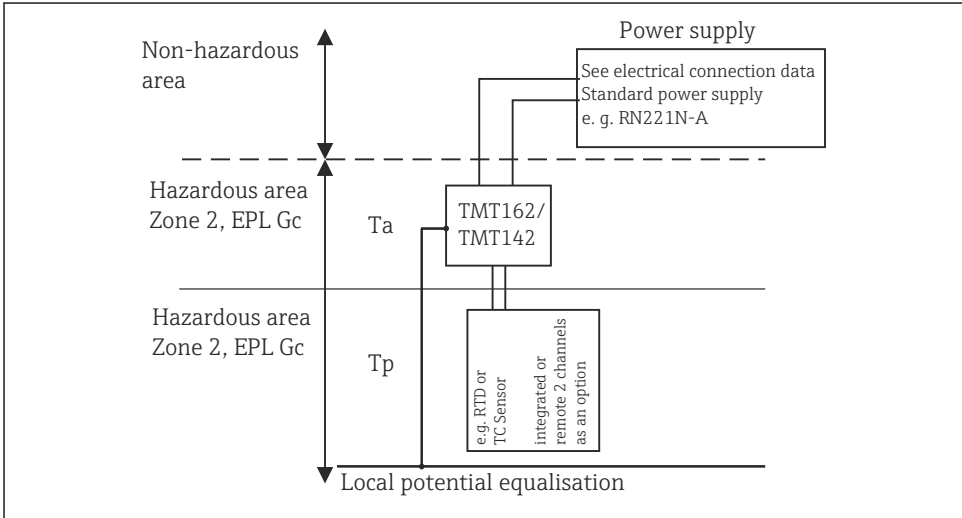 Power supply
Non-hazardous
area
See electrical connection data
Standard power supply
e. g. RN221N-A
Hazardous area
Zone 2, EPL Gc
Ta
TMT162/
TMT142
Hazardous area
Zone 2, EPL Gc
Tp
e.g. RTD or
TC Sensor
integrated or
remote 2 channels
as an option
Local potential equalisation